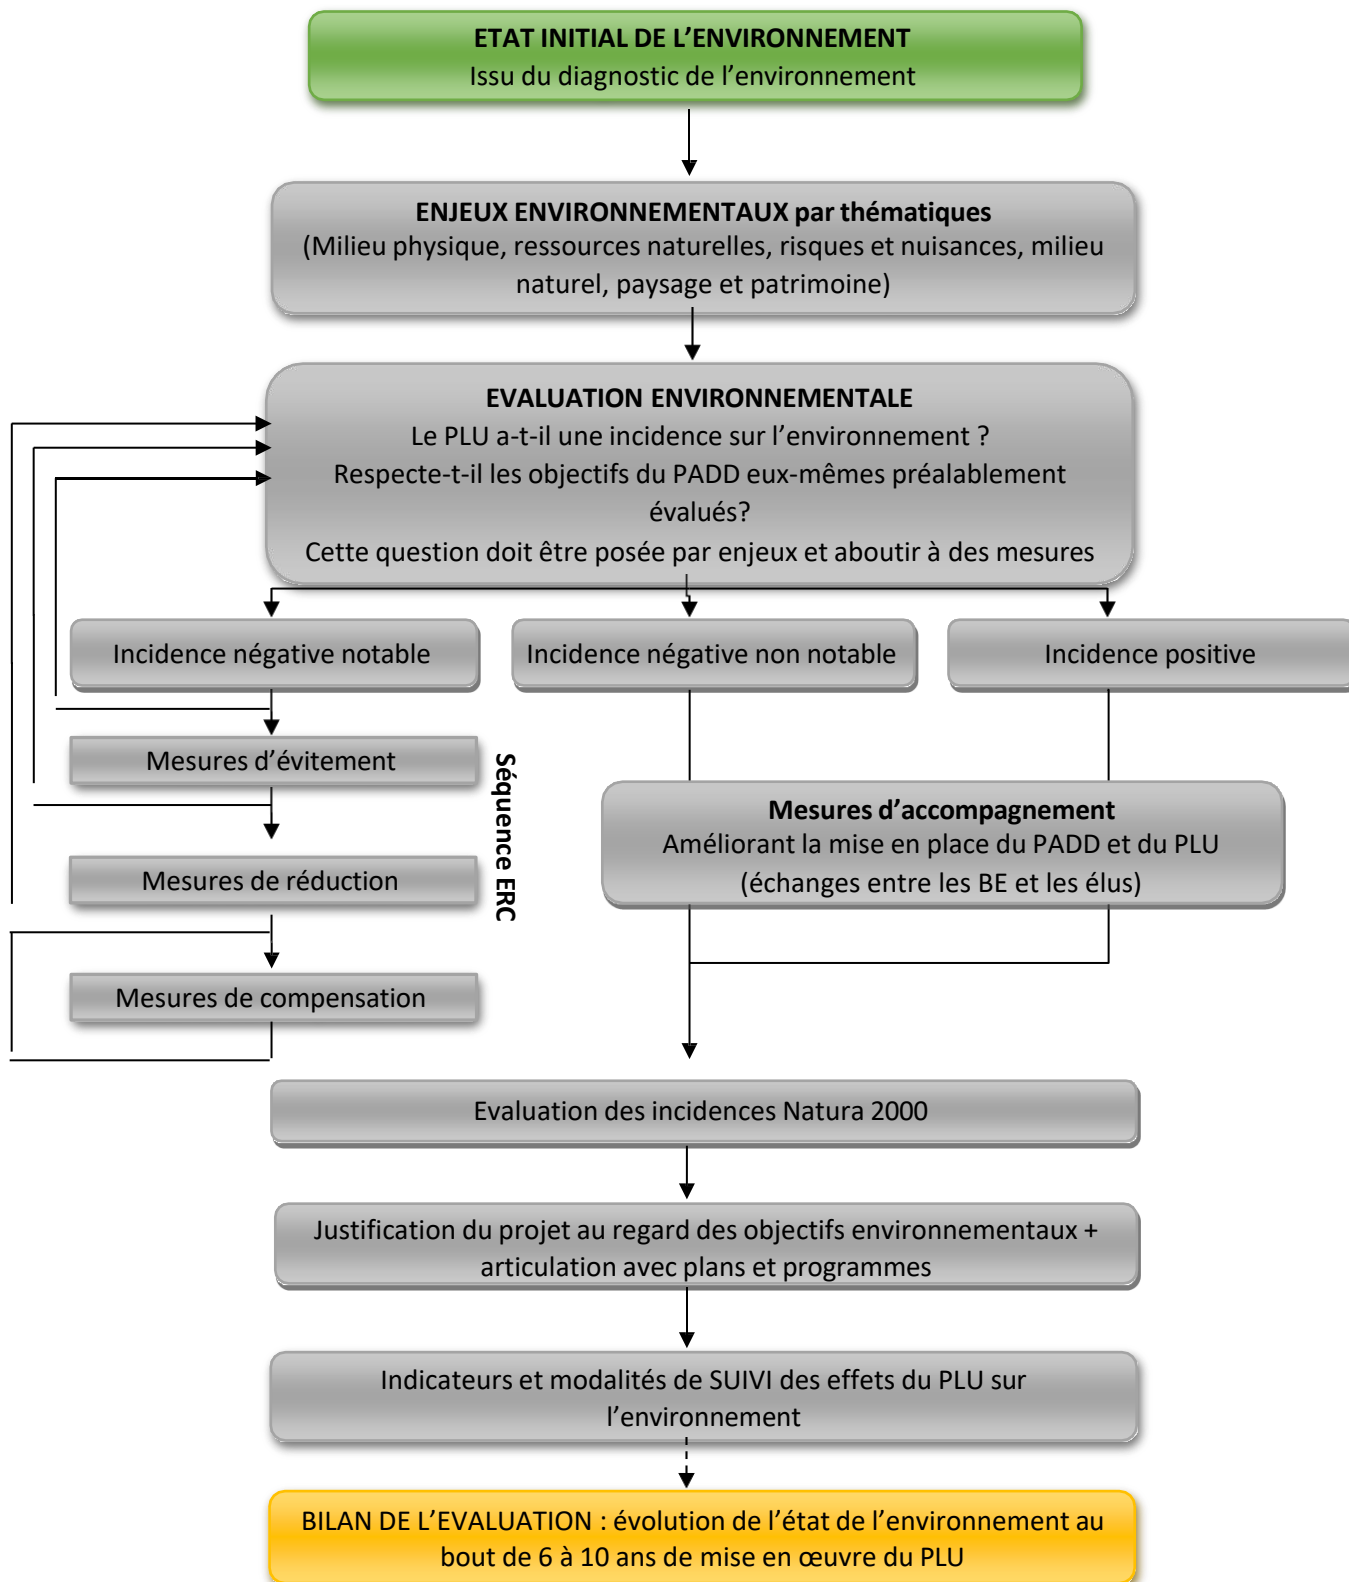 ETAT INITIAL DE L’ENVIRONNEMENT
Issu du diagnostic de l’environnement
ENJEUX ENVIRONNEMENTAUX par thématiques
(Milieu physique, ressources naturelles, risques et nuisances, milieu
naturel, paysage et patrimoine)
EVALUATION ENVIRONNEMENTALE
Le PLU a-t-il une incidence sur l’environnement ?
Respecte-t-il les objectifs du PADD eux-mêmes préalablement
évalués?
Cette question doit être posée par enjeux et aboutir à des mesures
Incidence négative notable
Incidence négative non notable
Incidence positive
Mesures d’évitement
Mesures de réduction
Mesures de compensation
Séquence ERC
Mesures d’accompagnement
Améliorant la mise en place du PADD et du PLU
(échanges entre les BE et les élus)
Evaluation des incidences Natura 2000
Justification du projet au regard des objectifs environnementaux +
articulation avec plans et programmes
Indicateurs et modalités de SUIVI des effets du PLU sur
l’environnement
BILAN DE L’EVALUATION : évolution de l’état de l’environnement au
bout de 6 à 10 ans de mise en œuvre du PLU